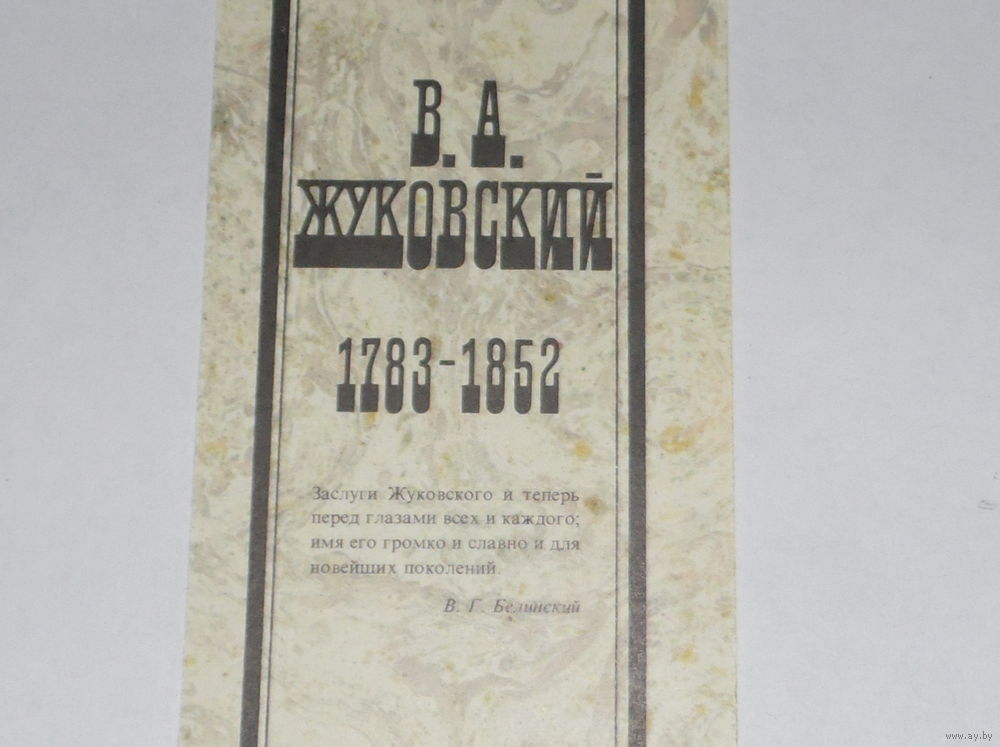 В. А.
ЖУКОВСКИЙ
1783-1852
Заслуги Жуковского и теперь
перед глазами всех и каждого;
имя его громко и славно и для
новейших поколений.
В. Г. Белинский
www.ay.by